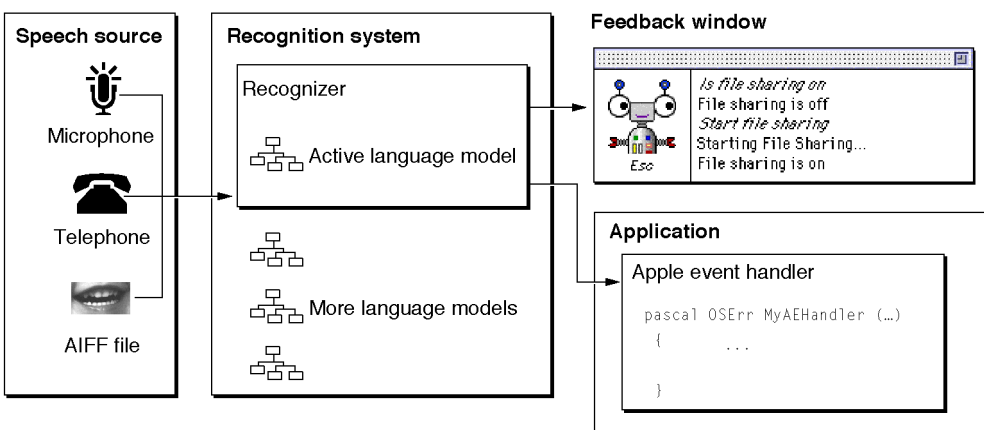 Speech source
Microphone
Telephone
AIFF file
Recognition system
Recognizer
Active language model
More language models
Feedback window
Is file sharing on
File sharing is off
Start file sharing
Starting File Sharing...
File sharing is on
Esc
Application
Apple event handler
pascal OSErr MyAEHandler (…)
{
...
}